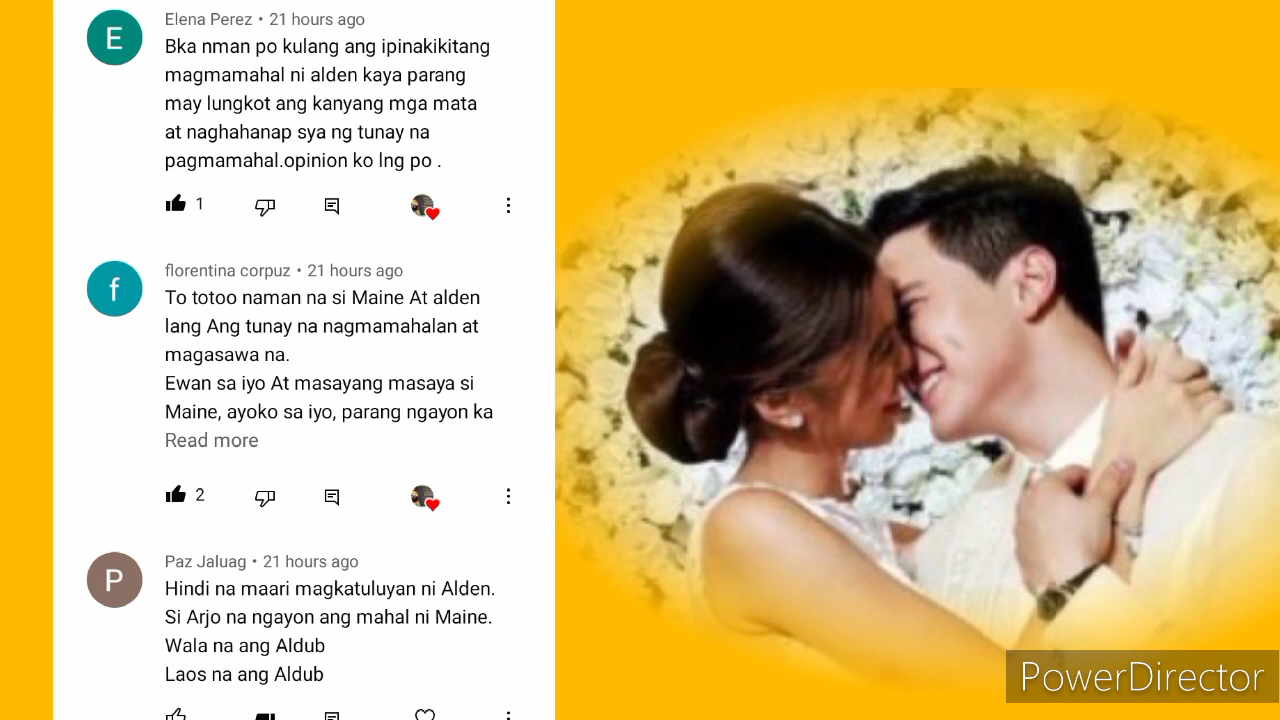 E
Elena Perez • 21 hours ago
Bka nman po kulang ang ipinakikitang
magmamahal ni alden kaya parang
may lungkot ang kanyang mga mata
at naghahanap sya ng tunay na
pagmamahal.opinion ko lng po .
1
f
florentina corpuz • 21 hours ago
To totoo naman na si Maine At alden
lang Ang tunay na nagmamahalan at
magasawa na.
Ewan sa iyo At masayang masaya si
Maine, ayoko sa iyo, parang ngayon ka
Read more
2
P
Paz Jaluag • 21 hours ago
Hindi na maari magkatuluyan ni Alden.
Si Arjo na ngayon ang mahal ni Maine.
Wala na ang Aldub
Laos na ang Aldub
PowerDirector